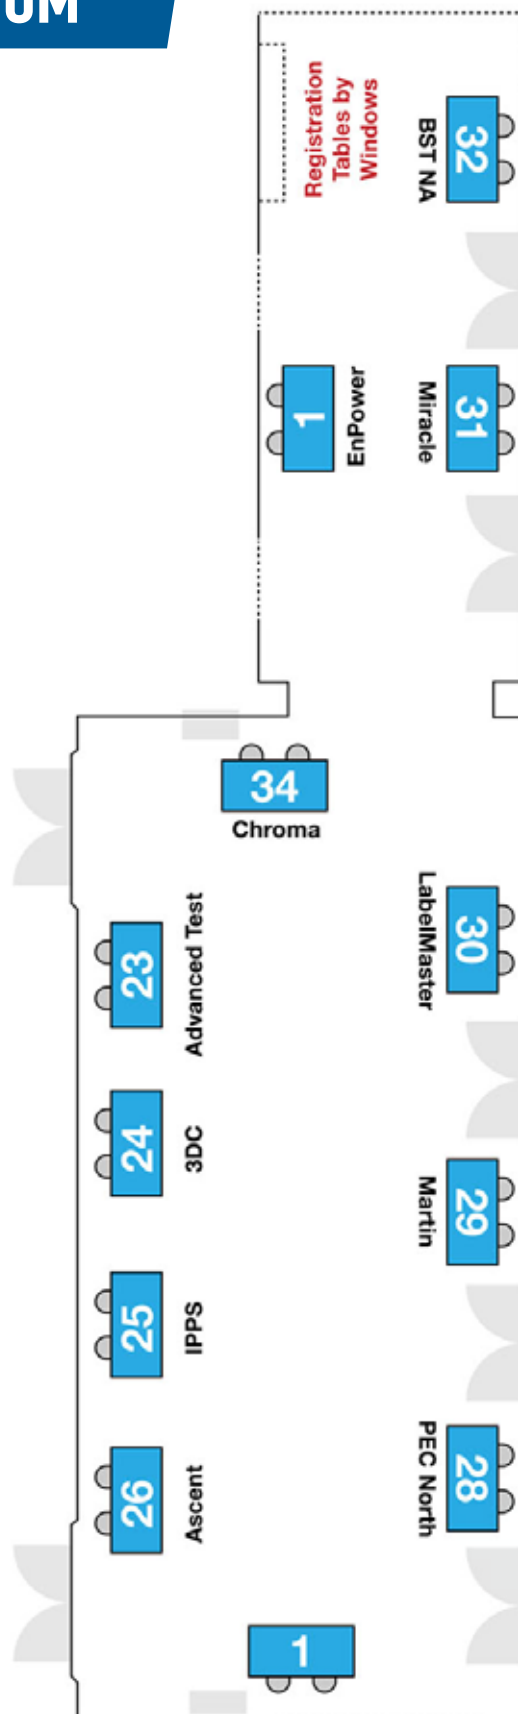 UM
Registration
Tables by
Windows
32
BST NA
1
EnPower
31
Miracle
34
Chroma
23
Advanced Test
30
LabelMaster
24
3DC
29
Martin
25
IPPS
28
PEC North
26
Ascent
1